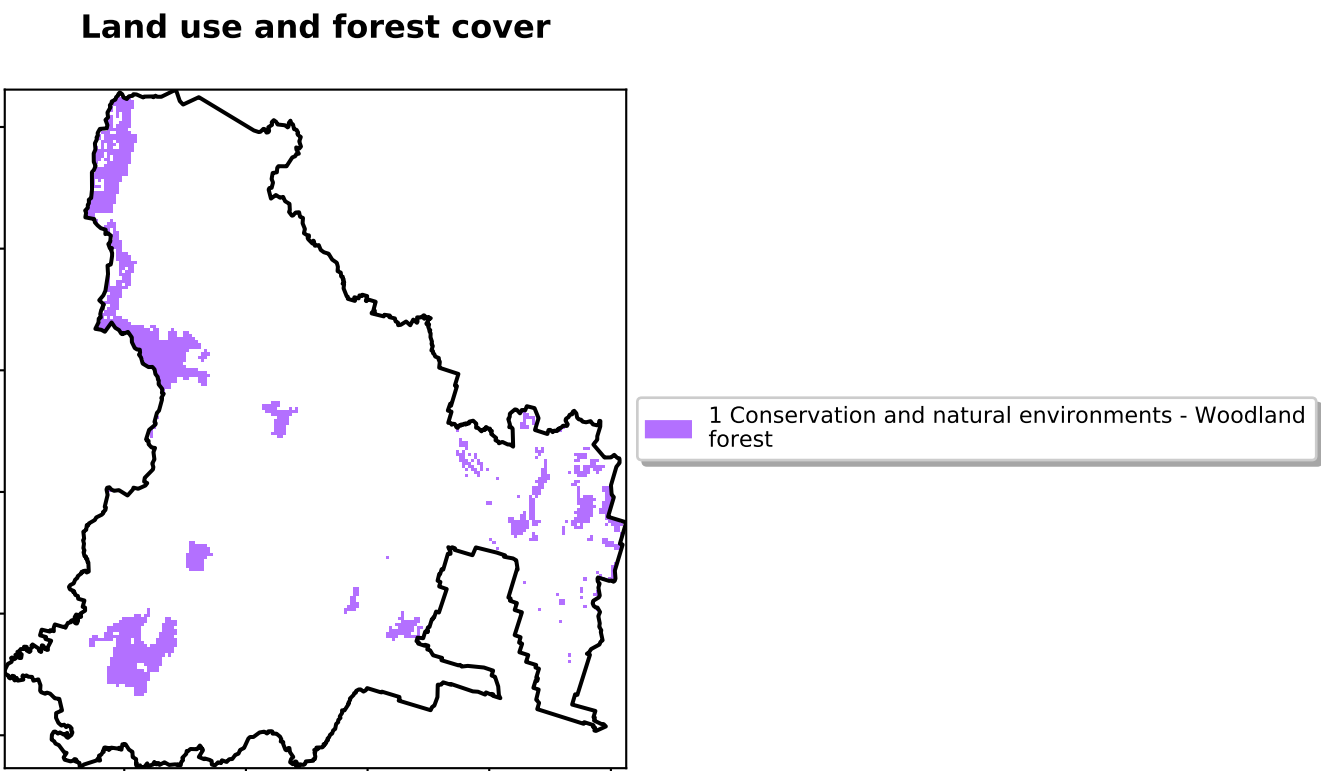 Land use and forest cover
1 Conservation and natural environments - Woodland
forest